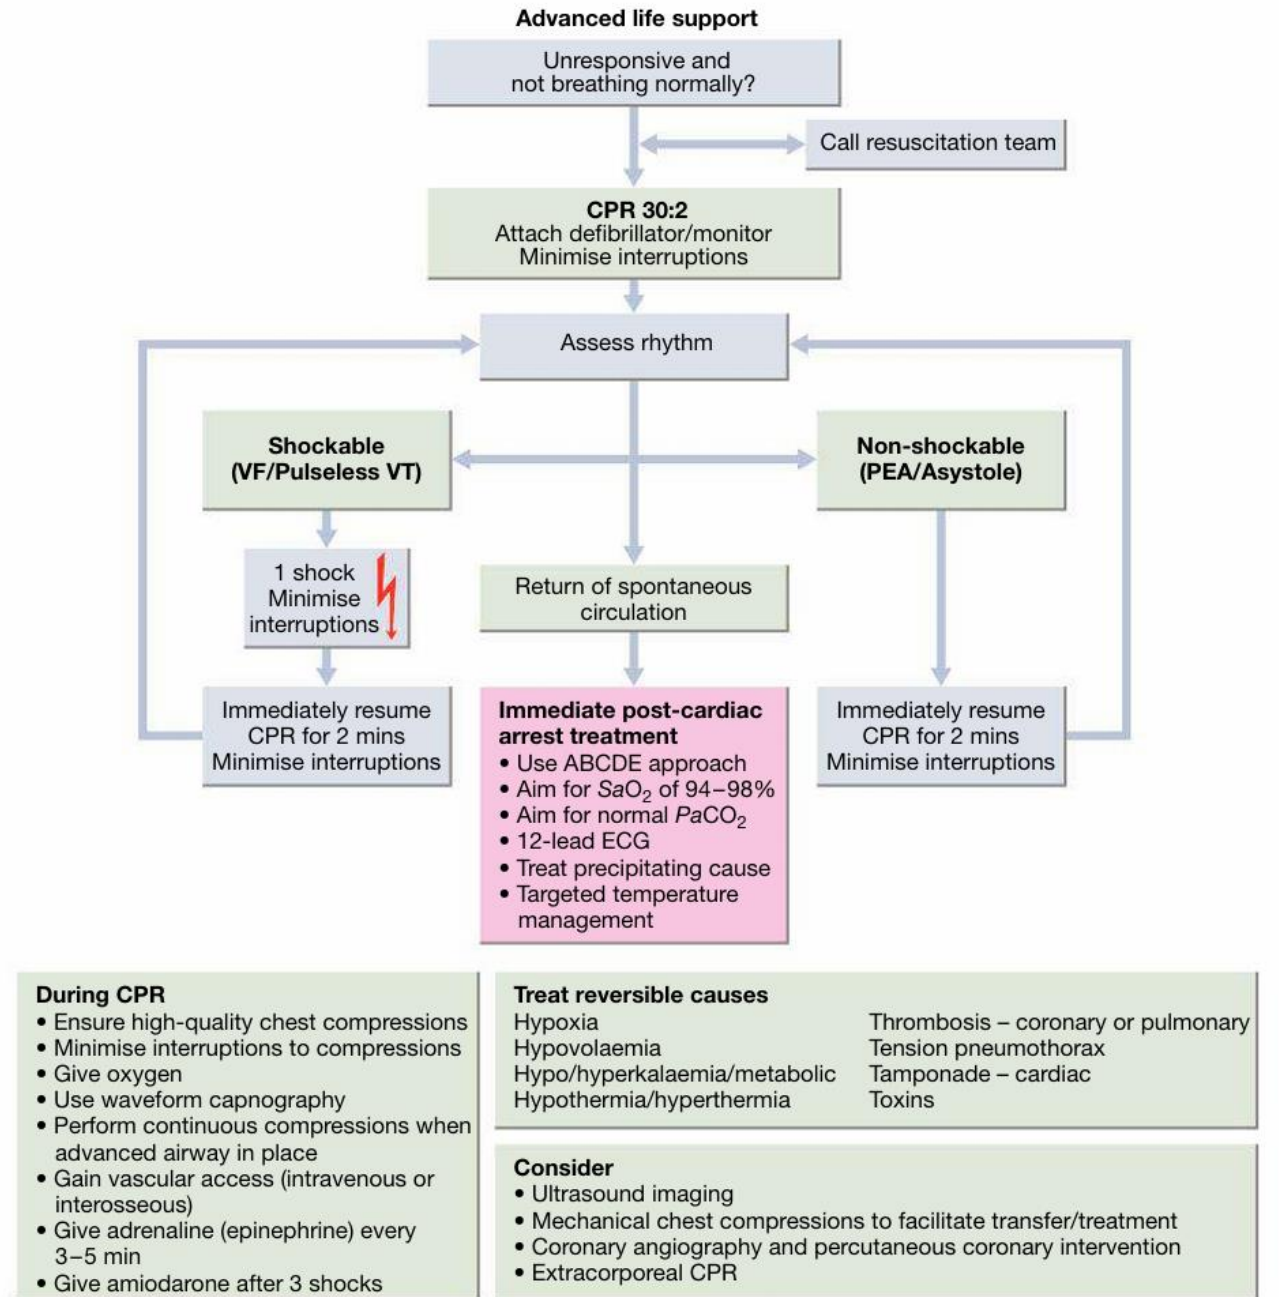 Advanced life support
Unresponsive and
not breathing normally?
Call resuscitation team
CPR 30:2
Attach defibrillator/monitor
Minimise interruptions
Assess rhythm
Shockable
(VF/Pulseless VT)
Non-shockable
(PEA/Asystole)
1 shock
Minimise
interruptions
Return of spontaneous
circulation
Immediately resume
CPR for 2 mins
Minimise interruptions
Immediate post-cardiac
arrest treatment
• Use ABCDE approach
• Aim for SaO₂ of 94–98%
• Aim for normal PaCO₂
• 12-lead ECG
• Treat precipitating cause
• Targeted temperature
management
Immediately resume
CPR for 2 mins
Minimise interruptions
During CPR
• Ensure high-quality chest compressions
• Minimise interruptions to compressions
• Give oxygen
• Use waveform capnography
• Perform continuous compressions when
advanced airway in place
• Gain vascular access (intravenous or
interosseous)
• Give adrenaline (epinephrine) every
3–5 min
• Give amiodarone after 3 shocks
Treat reversible causes
Hypoxia
Hypovolaemia
Hypo/hyperkalaemia/metabolic
Hypothermia/hyperthermia
Thrombosis – coronary or pulmonary
Tension pneumothorax
Tamponade – cardiac
Toxins
Consider
• Ultrasound imaging
• Mechanical chest compressions to facilitate transfer/treatment
• Coronary angiography and percutaneous coronary intervention
• Extracorporeal CPR